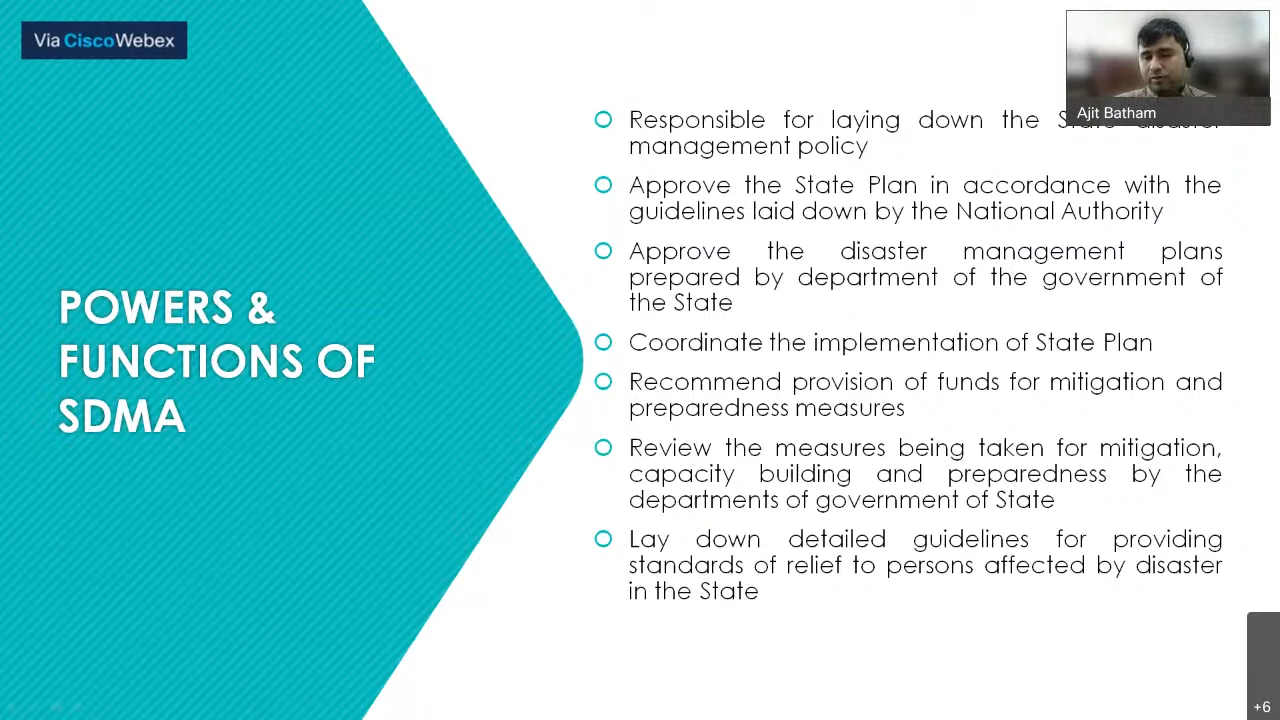 Via CiscoWebex
Ajit Batham
POWERS &
FUNCTIONS OF
SDMA
Responsible for laying down the State disaster
management policy
Approve the State Plan in accordance with the
guidelines laid down by the National Authority
Approve the disaster management plans
prepared by department of the government of
the State
Coordinate the implementation of State Plan
Recommend provision of funds for mitigation and
preparedness measures
Review the measures being taken for mitigation,
capacity building and preparedness by the
departments of government of State
Lay down detailed guidelines for providing
standards of relief to persons affected by disaster
in the State
+6